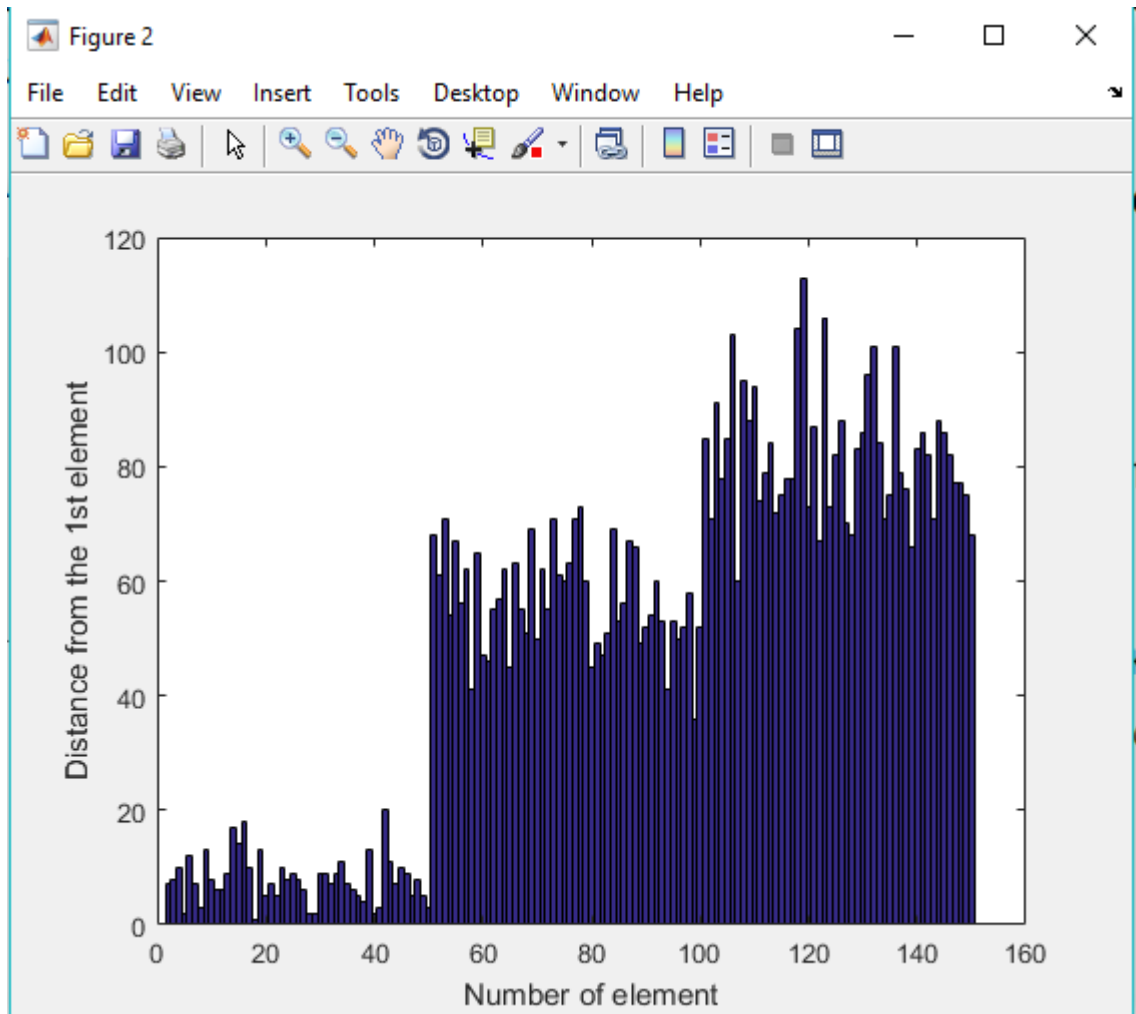 Figure 2
File Edit View Insert Tools Desktop Window Help
120
100
80
60
40
20
0
Distance from the 1st element
0 20 40 60 80 100 120 140 160
Number of element